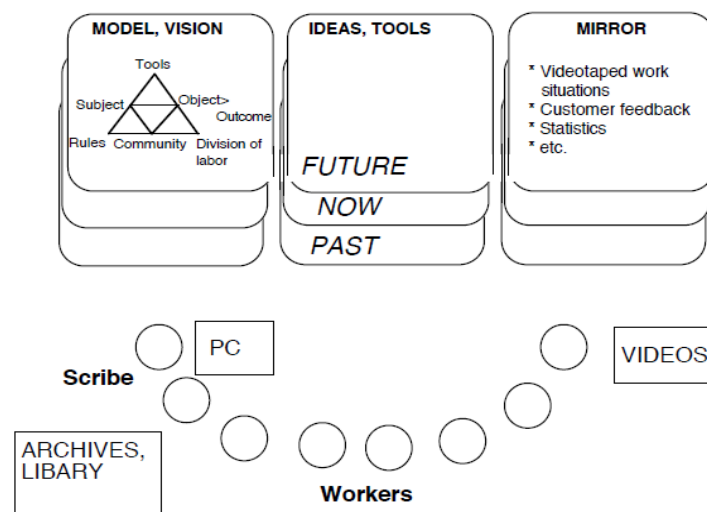 MODEL, VISION
Tools
Subject
Object>
Outcome
Rules
Community
Division of
labor
IDEAS, TOOLS
FUTURE
NOW
PAST
MIRROR
* Videotaped work
situations
* Customer feedback
* Statistics
* etc.
PC
VIDEOS
Scribe
ARCHIVES,
LIBARY
Workers